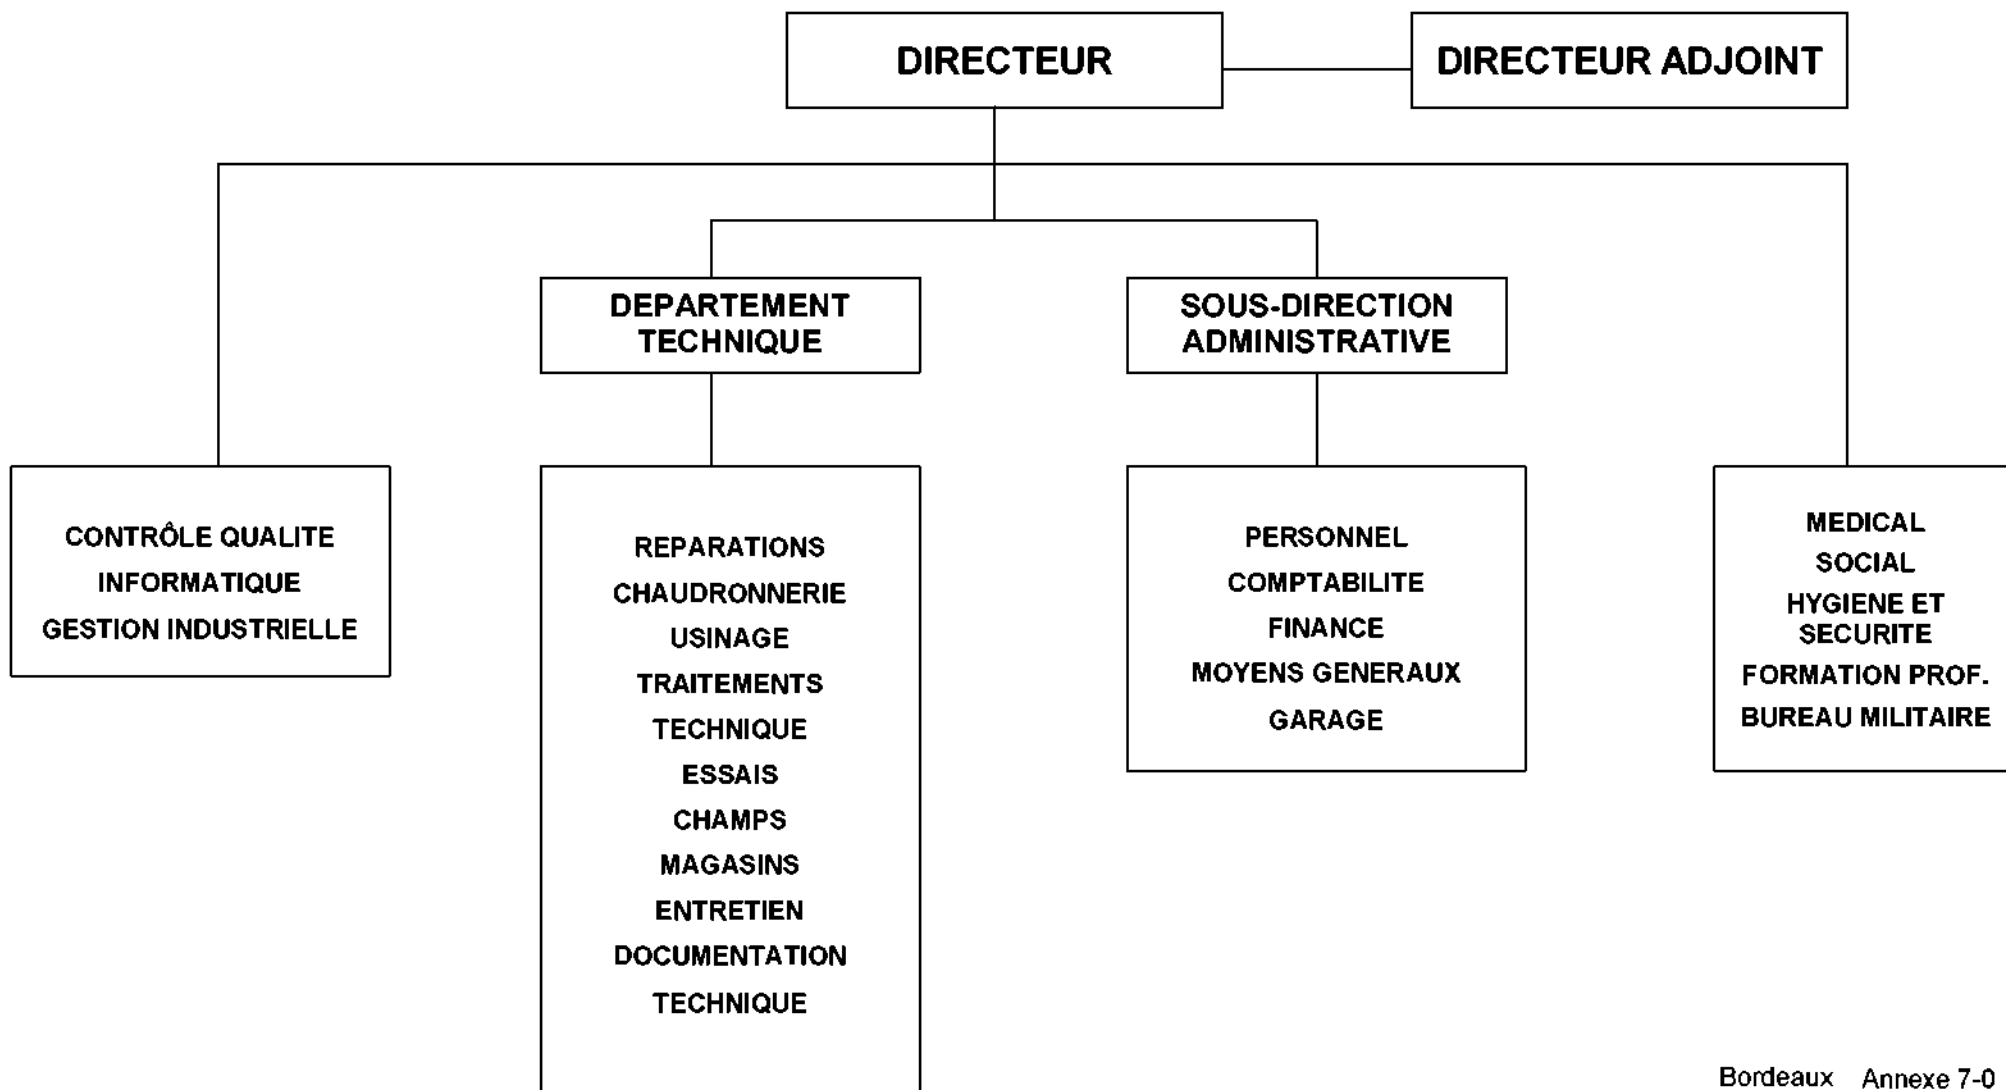 DIRECTEUR
DIRECTEUR ADJOINT
DEPARTEMENT
TECHNIQUE
SOUS-DIRECTION
ADMINISTRATIVE
CONTRÔLE QUALITE
INFORMATIQUE
GESTION INDUSTRIELLE
REPARATIONS
CHAUDRONNERIE
USINAGE
TRAITEMENTS
TECHNIQUE
ESSAIS
CHAMPS
MAGASINS
ENTRETIEN
DOCUMENTATION
TECHNIQUE
PERSONNEL
COMPTABILITE
FINANCE
MOYENS GENERAUX
GARAGE
MEDICAL
SOCIAL
HYGIENE ET
SECURITE
FORMATION PROF.
BUREAU MILITAIRE
Bordeaux Annexe 7-0